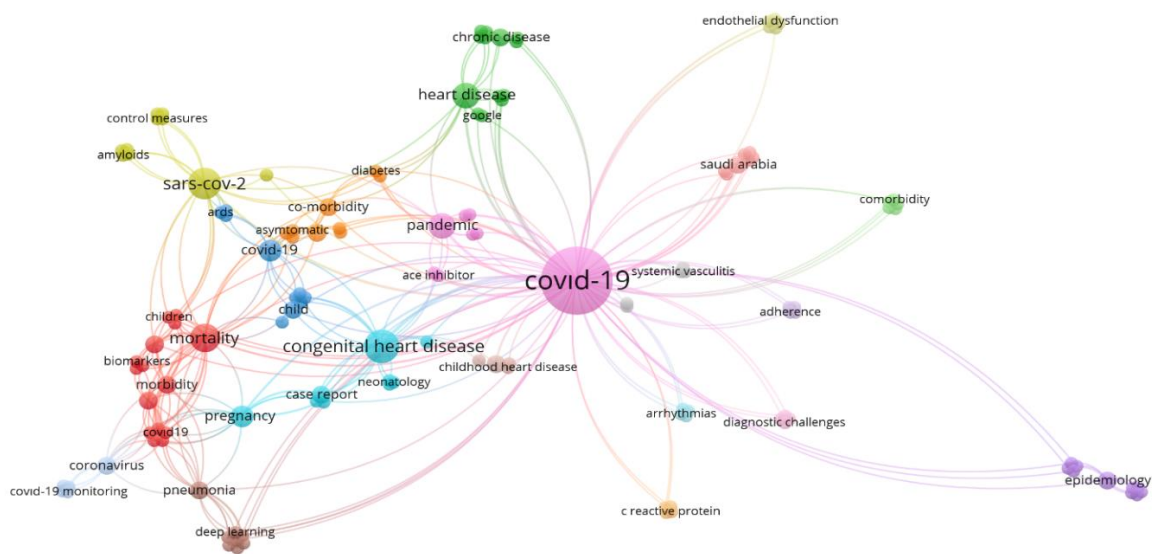 endothelial dysfunction
chronic disease
heart disease
google
control measures
amyloids
saudi arabia
diabetes
sars-cov-2
comorbidity
co-morbidity
ards
pandemic
asymtomatic
covid-19
systemic vasculitis
ace inhibitor
covid-19
child
adherence
children
mortality
congenital heart disease
biomarkers
childhood heart disease
neonatology
morbidity
case report
pregnancy
arrhythmias
diagnostic challenges
covid19
coronavirus
epidemiology
covid-19 monitoring
pneumonia
c reactive protein
deep learning